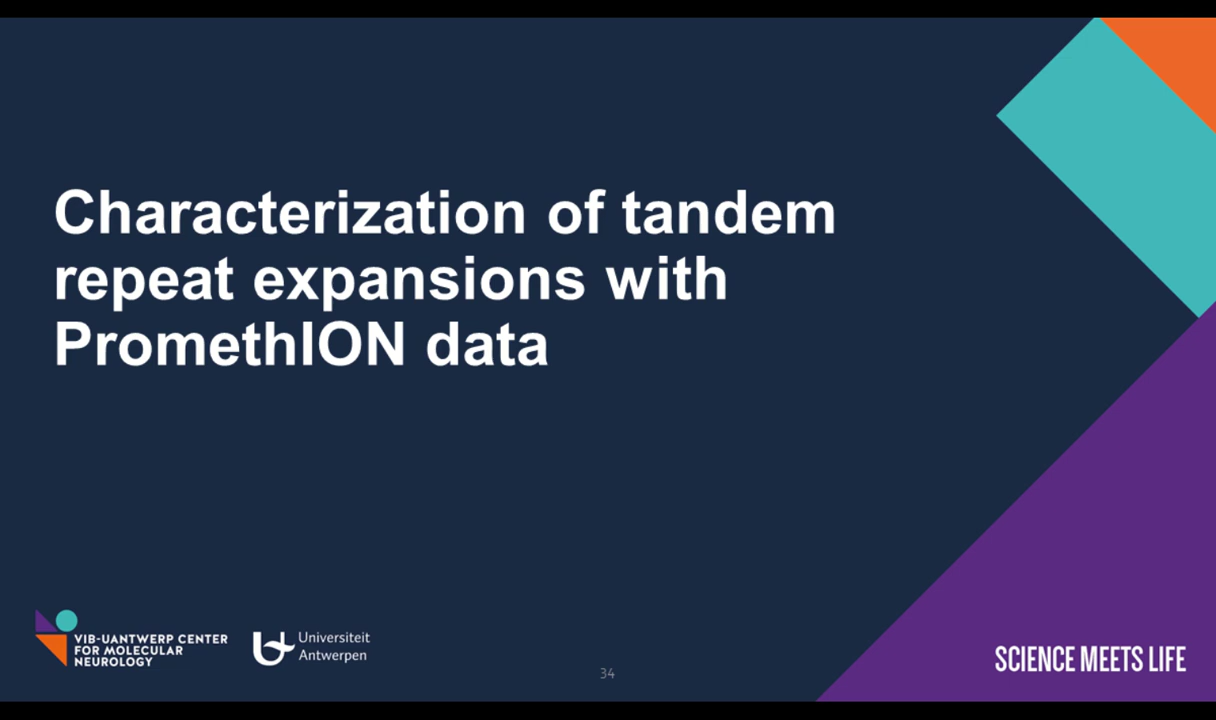 Characterization of tandem
repeat expansions with
PromethION data
VIB-UANTWERP CENTER
FOR MOLECULAR
NEUROLOGY
Universiteit
Antwerpen
34
SCIENCE MEETS LIFE